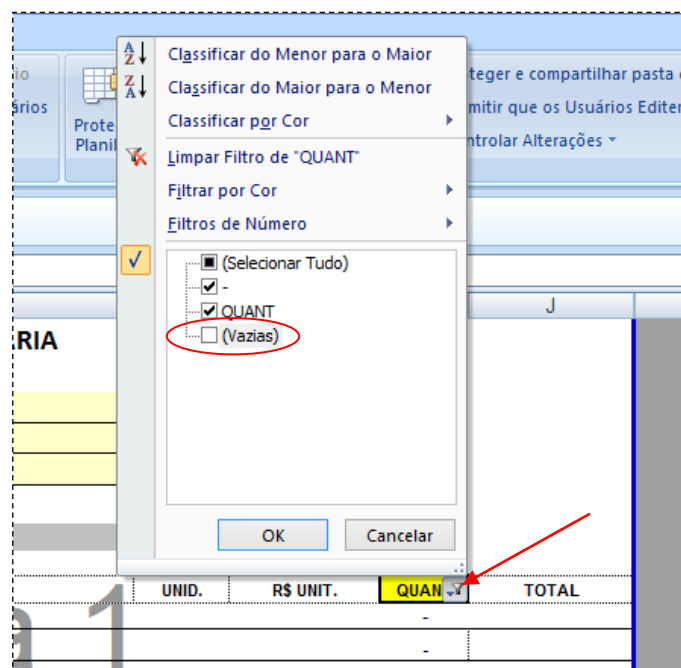 io
ários
Prote
Planil
Classificar do Menor para o Maior
Classificar do Maior para o Menor
Classificar por Cor
Limpar Filtro de "QUANT"
Filtrar por Cor
Filtros de Número
(Selecionar Tudo)
-
QUANT
(Vazias)
OK
Cancelar
teger e compartilhar pasta
mitir que os Usuários Editer
ntrolar Alterações
J
RIA
UNID.
R$ UNIT.
QUAN
TOTAL
a 1
-
-